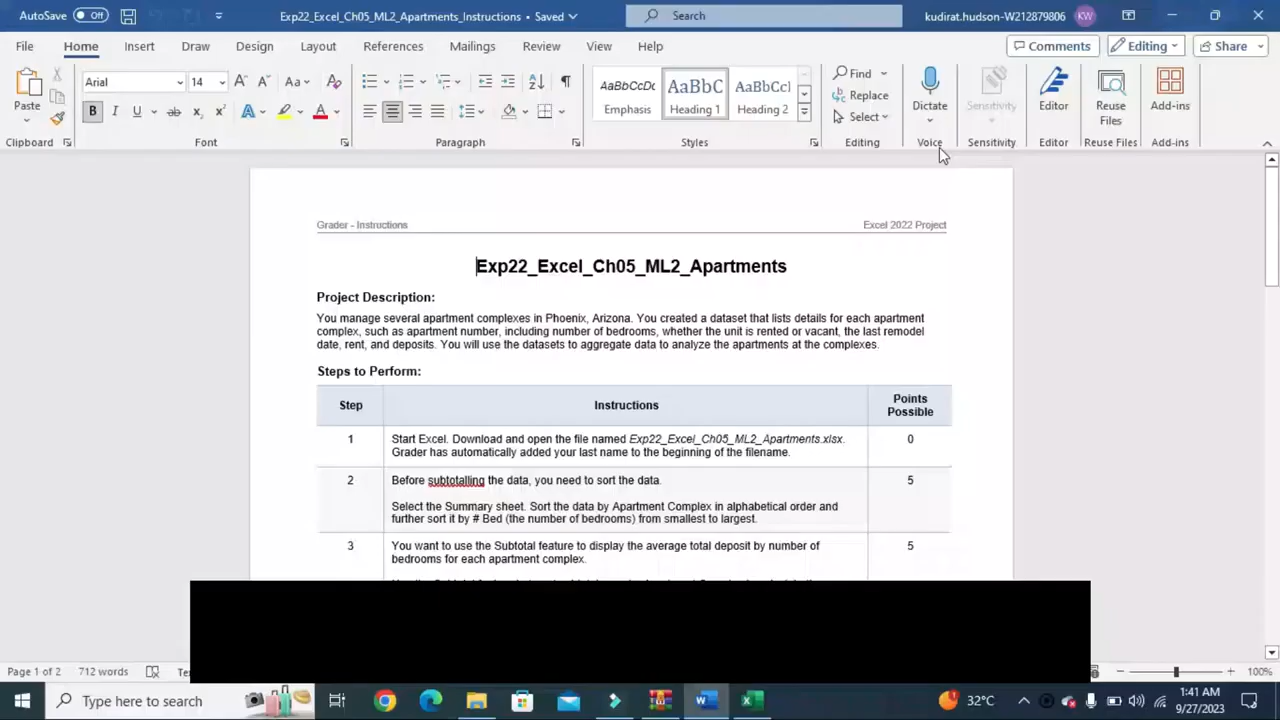 AutoSave Off Exp22_Excel_Ch05_ML2_Apartments_Instructions • Saved Search kudirat.hudson-W212879806 KW
File Home Insert Draw Design Layout References Mailings Review View Help Comments Editing Share
Arial 14 Aa AaBbCcDc AaBbC AaBbCcI Find
Paste B I U ab x₂ x² A A Emphasis Heading 1 Heading 2 Replace Select Dictate Sensitivity Editor Reuse Files Add-ins
Clipboard Font Paragraph Styles Editing Voice Sensitivity Editor Reuse Files Add-ins
Grader - Instructions Excel 2022 Project
Exp22_Excel_Ch05_ML2_Apartments
Project Description:
You manage several apartment complexes in Phoenix, Arizona. You created a dataset that lists details for each apartment
complex, such as apartment number, including number of bedrooms, whether the unit is rented or vacant, the last remodel
date, rent, and deposits. You will use the datasets to aggregate data to analyze the apartments at the complexes.
Steps to Perform:
Step Instructions Points Possible
1 Start Excel. Download and open the file named Exp22_Excel_Ch05_ML2_Apartments.xlsx. 0
Grader has automatically added your last name to the beginning of the filename.
2 Before subtotalling the data, you need to sort the data. 5
Select the Summary sheet. Sort the data by Apartment Complex in alphabetical order and
further sort it by # Bed (the number of bedrooms) from smallest to largest.
3 You want to use the Subtotal feature to display the average total deposit by number of 5
bedrooms for each apartment complex.
Page 1 of 2 712 words 100%
Type here to search 32°C 1:41 AM
9/27/2023